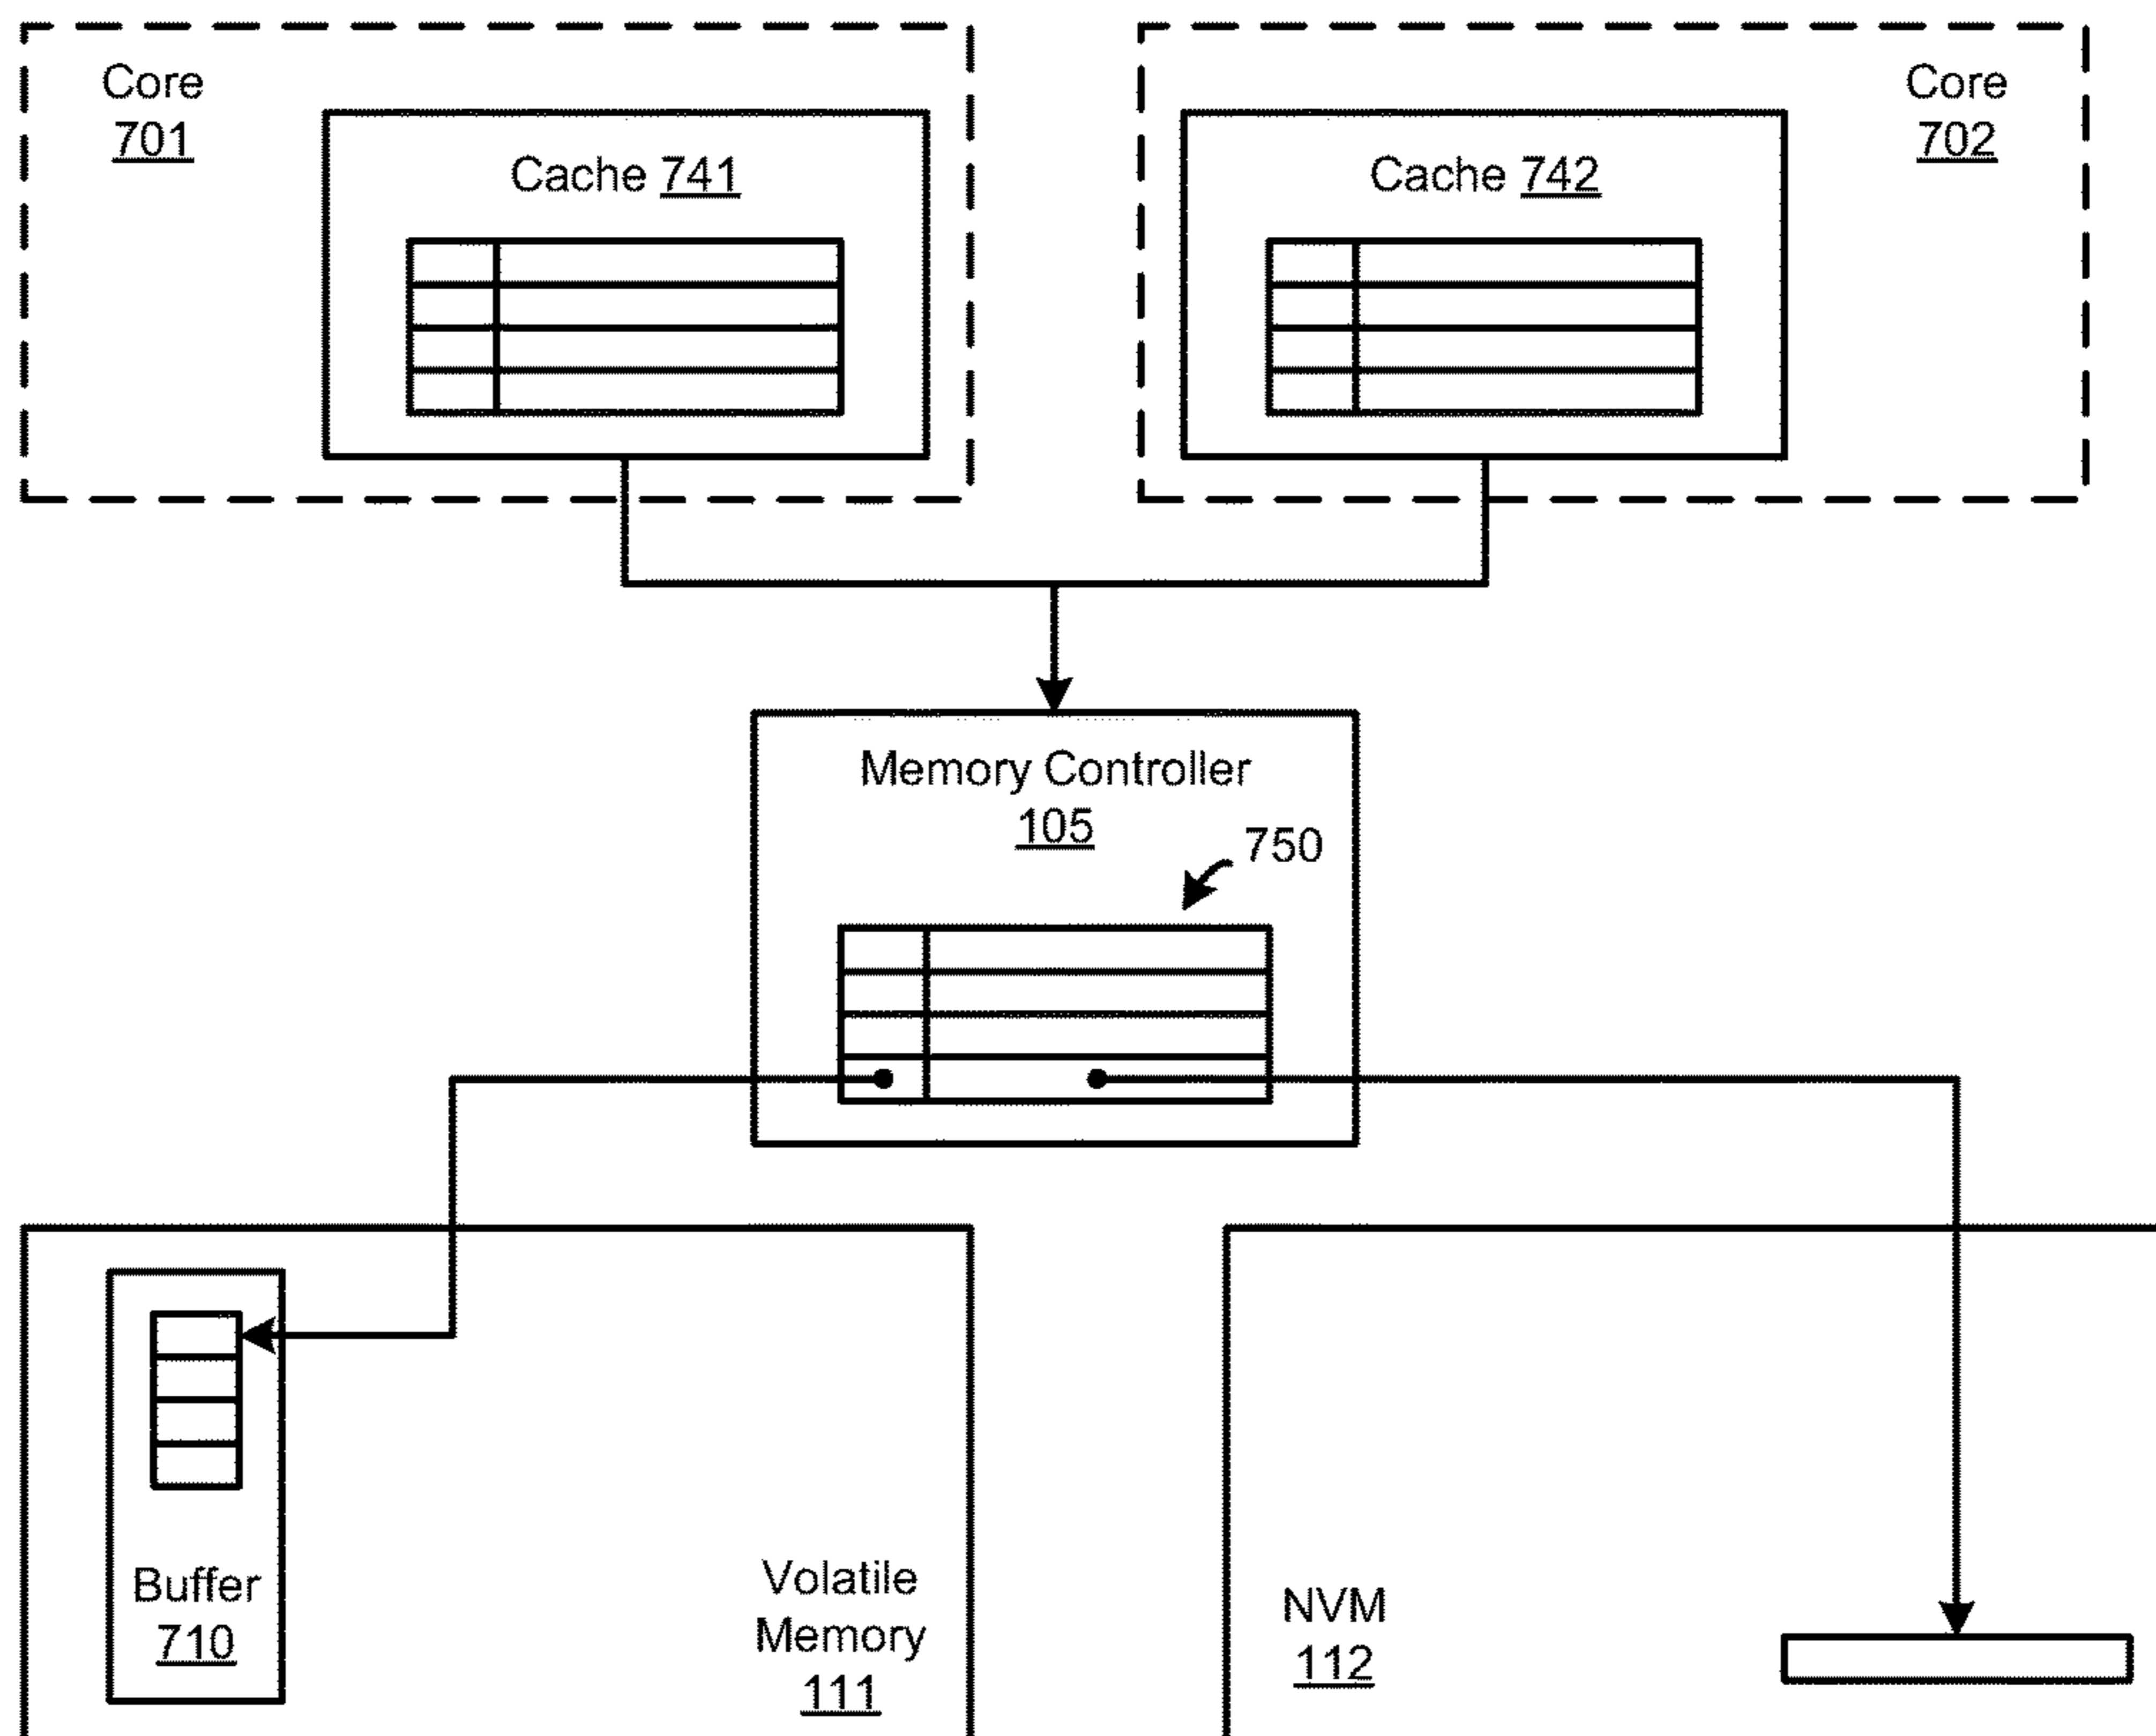 Core
701
Cache 741
Cache 742
Core
702
Memory Controller
105
750
Buffer
710
Volatile
Memory
111
NVM
112